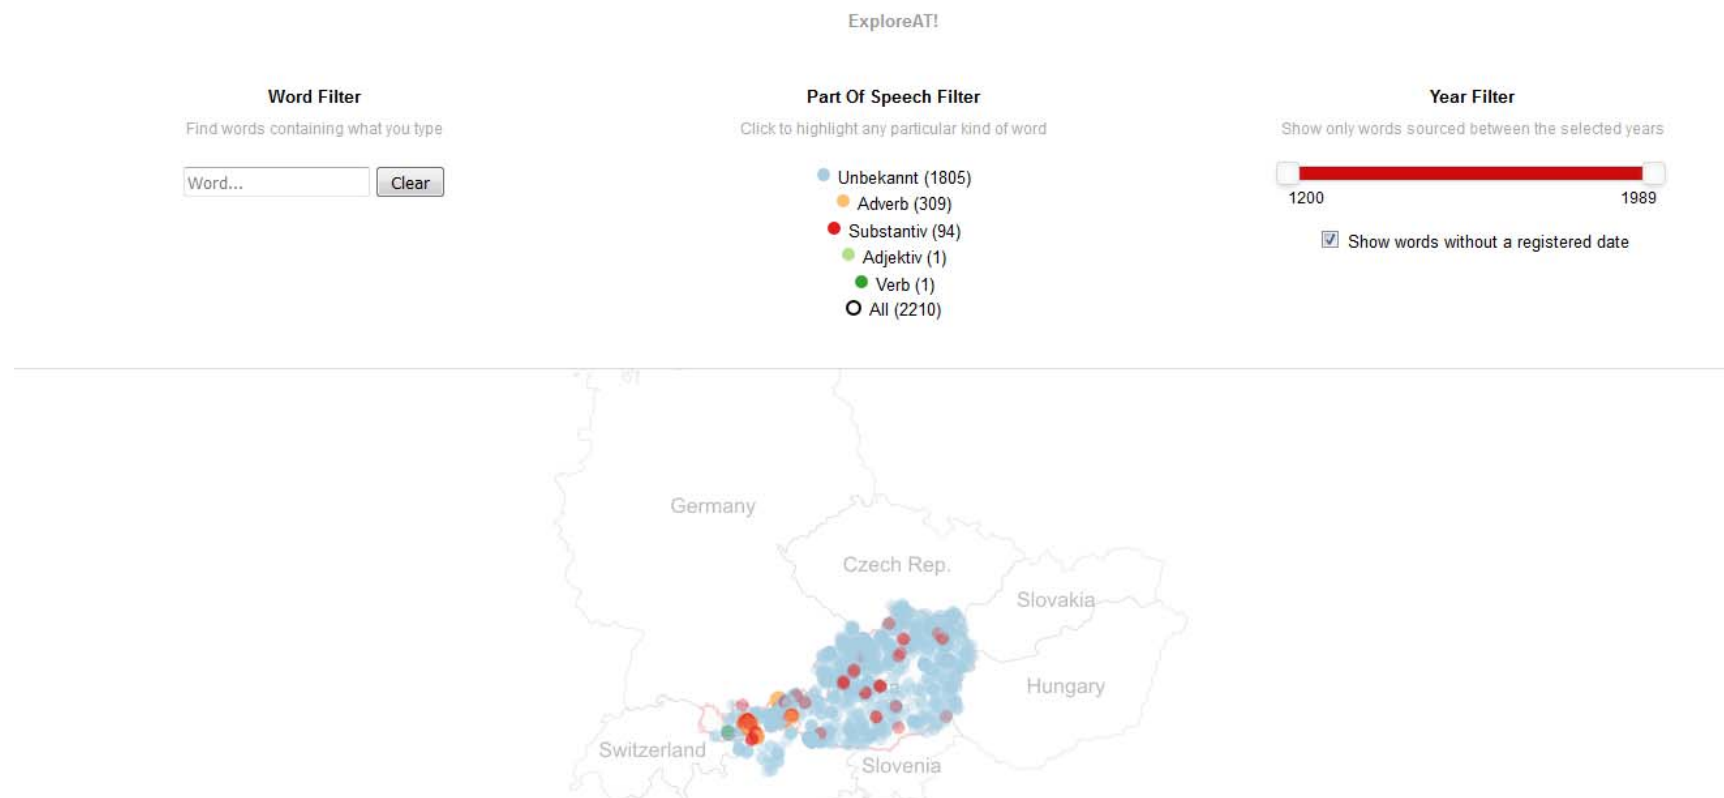 ExploreAT!
Word Filter
Find words containing what you type
Word...
Clear
Part Of Speech Filter
Click to highlight any particular kind of word
Unbekannt (1805)
Adverb (309)
Substantiv (94)
Adjektiv (1)
Verb (1)
All (2210)
Year Filter
Show only words sourced between the selected years
1200 1989
Show words without a registered date
Germany
Czech Rep.
Slovakia
Hungary
Switzerland
Slovenia